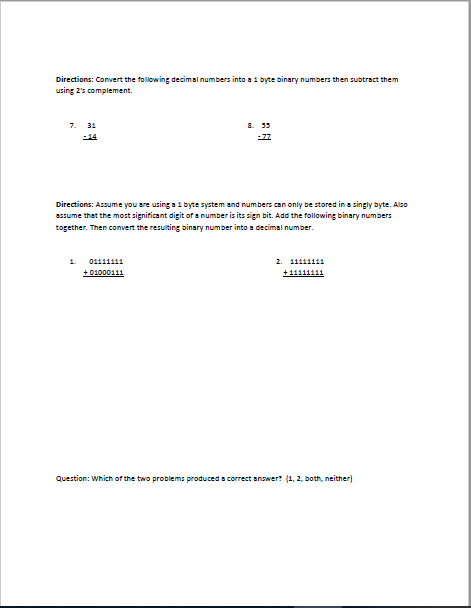 Directions: Convert the following decimal numbers into a 1 byte binary numbers then subtract them
using 2's complement.
7. 31 8. 55
- 14 - 77
Directions: Assume you are using a 1 byte system and numbers can only be stored in a singly byte. Also
assume that the most significant digit of a number is its sign bit. Add the following binary numbers
together. Then convert the resulting binary number into a decimal number.
1. 01111111 2. 11111111
+ 01000111 + 11111111
Question: Which of the two problems produced a correct answer? (1, 2, both, neither)